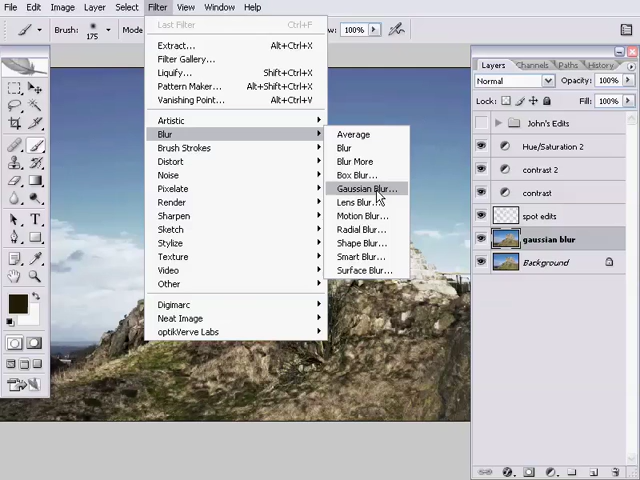 File Edit Image Layer Select Filter View Window Help
Brush: 175 Mode 100%
Last Filter Ctrl+F
Extract... Alt+Ctrl+X
Filter Gallery...
Liquify... Shift+Ctrl+X
Pattern Maker... Alt+Shift+Ctrl+X
Vanishing Point... Alt+Ctrl+V
Artistic
Blur
Brush Strokes
Distort
Noise
Pixelate
Render
Sharpen
Sketch
Stylize
Texture
Video
Other
Digimarc
Neat Image
optikVerve Labs
Average
Blur
Blur More
Box Blur...
Gaussian Blur...
Lens Blur...
Motion Blur...
Radial Blur...
Shape Blur...
Smart Blur...
Surface Blur...
Layers Channels Paths History
Normal Opacity: 100%
Lock: Fill: 100%
John's Edits
Hue/Saturation 2
contrast 2
contrast
spot edits
gaussian blur
Background